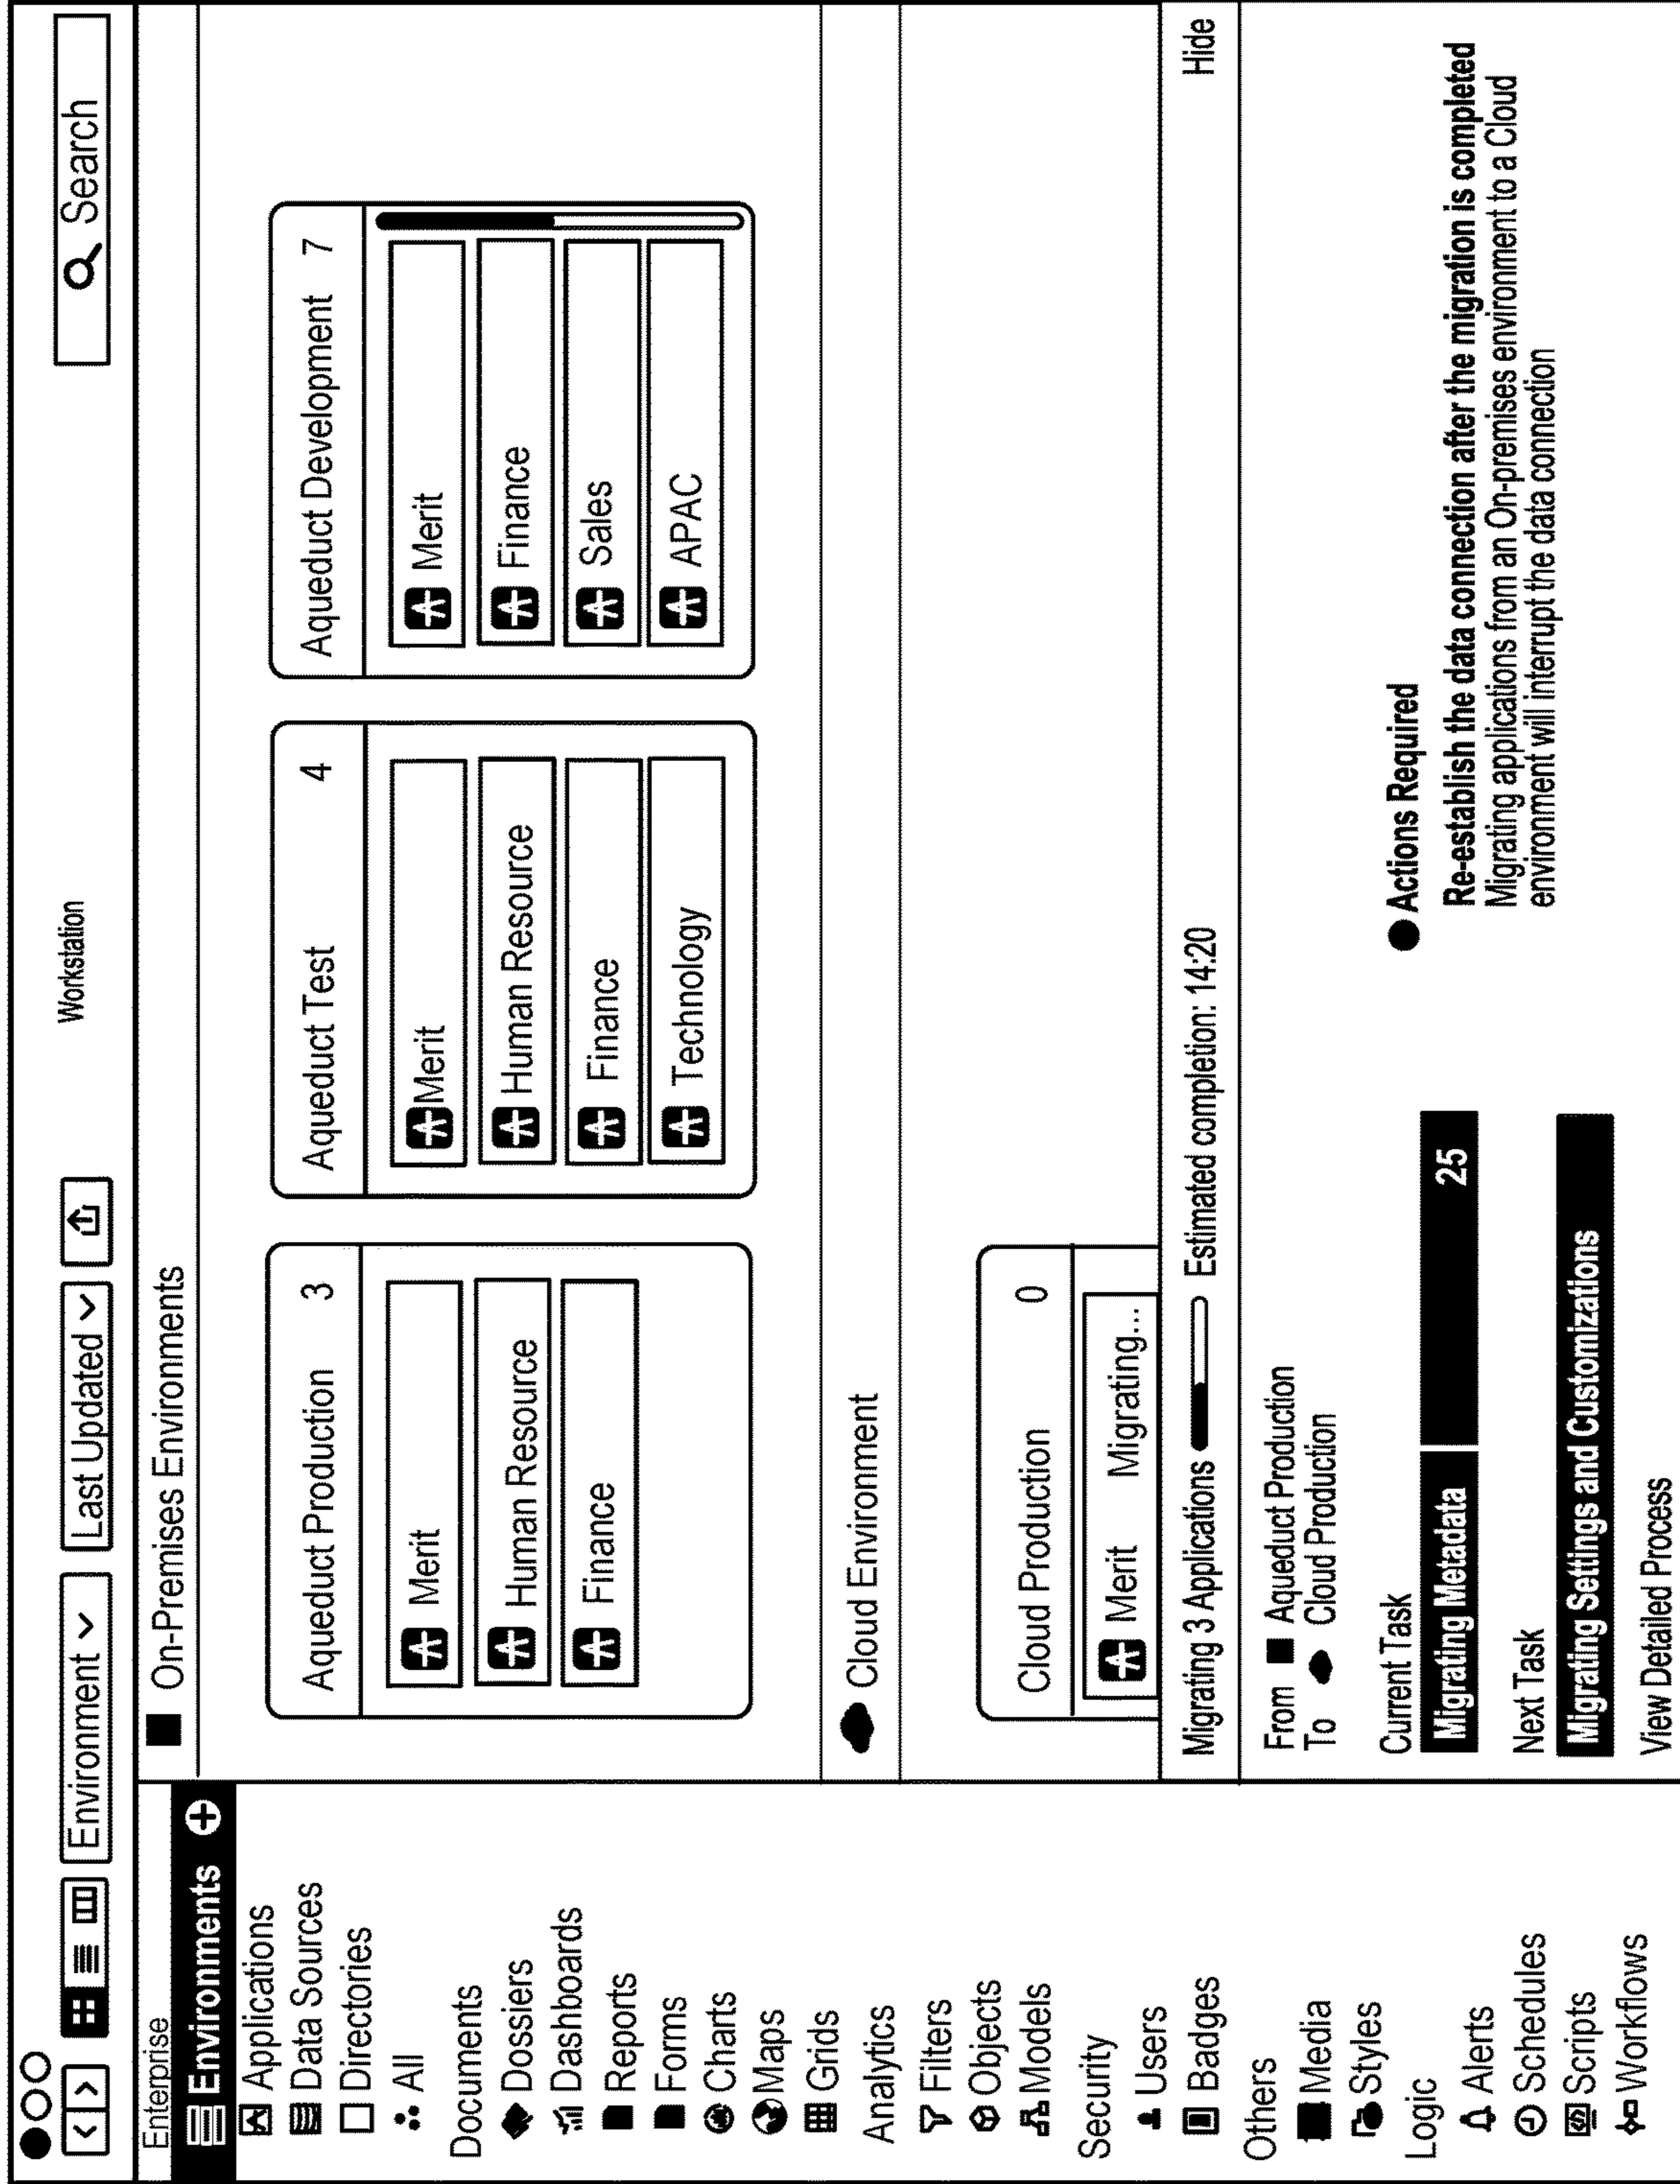 Workstation
Environment
Last Updated
Search
Enterprise
Environments
Applications
Data Sources
Directories
All
Documents
Dossiers
Dashboards
Reports
Forms
Charts
Maps
Grids
Analytics
Filters
Objects
Models
Security
Users
Badges
Others
Media
Styles
Logic
Alerts
Schedules
Scripts
Workflows
On-Premises Environments
Aqueduct Production 3
Merit
Human Resource
Finance
Aqueduct Test 4
Merit
Human Resource
Finance
Technology
Aqueduct Development 7
Merit
Finance
Sales
APAC
Cloud Environment
Cloud Production 0
Merit Migrating...
Migrating 3 Applications Estimated completion: 14:20 Hide
From Aqueduct Production
To Cloud Production
Current Task
Migrating Metadata 25
Next Task
Migrating Settings and Customizations
View Detailed Process
Actions Required
Re-establish the data connection after the migration is completed
Migrating applications from an On-premises environment to a Cloud
environment will interrupt the data connection